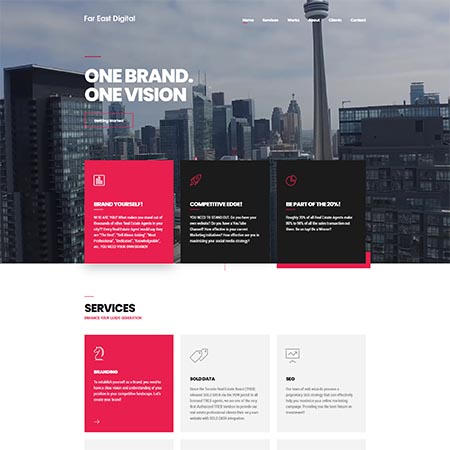 Far East Digital
Home Services Works About Clients Contact
ONE BRAND.
ONE VISION
Getting Started
BRAND YOURSELF!
WHO ARE YOU? What makes you stand out of
thousands of other Real Estate Agents in your
city?? Every Real Estate Agent would say they
are "The Best", "Sell Above Asking", "Most
Professional", "Dedicated", "Knowledgeable",
etc. YOU NEED YOUR OWN BRAND!
COMPETITIVE EDGE!
YOU NEED TO STAND OUT. Do you have your
own website? Do you have a YouTube
Channel? How effective is your current
Marketing initiatives? How effective are you in
maximizing your social media strategy?
BE PART OF THE 20%!
Roughly 20% of all Real Estate Agents make
80% to 90% of all the sales transaction out
there. Be on top! Be a Winner!
SERVICES
ENHANCE YOUR LEADS GENERATION
BRANDING
To establish yourself as a brand, you need to
have a clear vision and understanding of your
position in your competitive landscape. Let's
create your brand!
SOLD DATA
Since the Toronto Real Estate Board (TREB)
released SOLD DATA via the VOW portal to all
licensed TREB agents, we are one of the very
first Authorized TREB Vendors to provide our
real estate professional clients their very own
website with SOLD DATA integration.
SEO
Our team of web wizards possess a
proprietary SEO strategy that can effectively
help you maximize your online marketing
campaign. Providing you the best Return on
Investment!